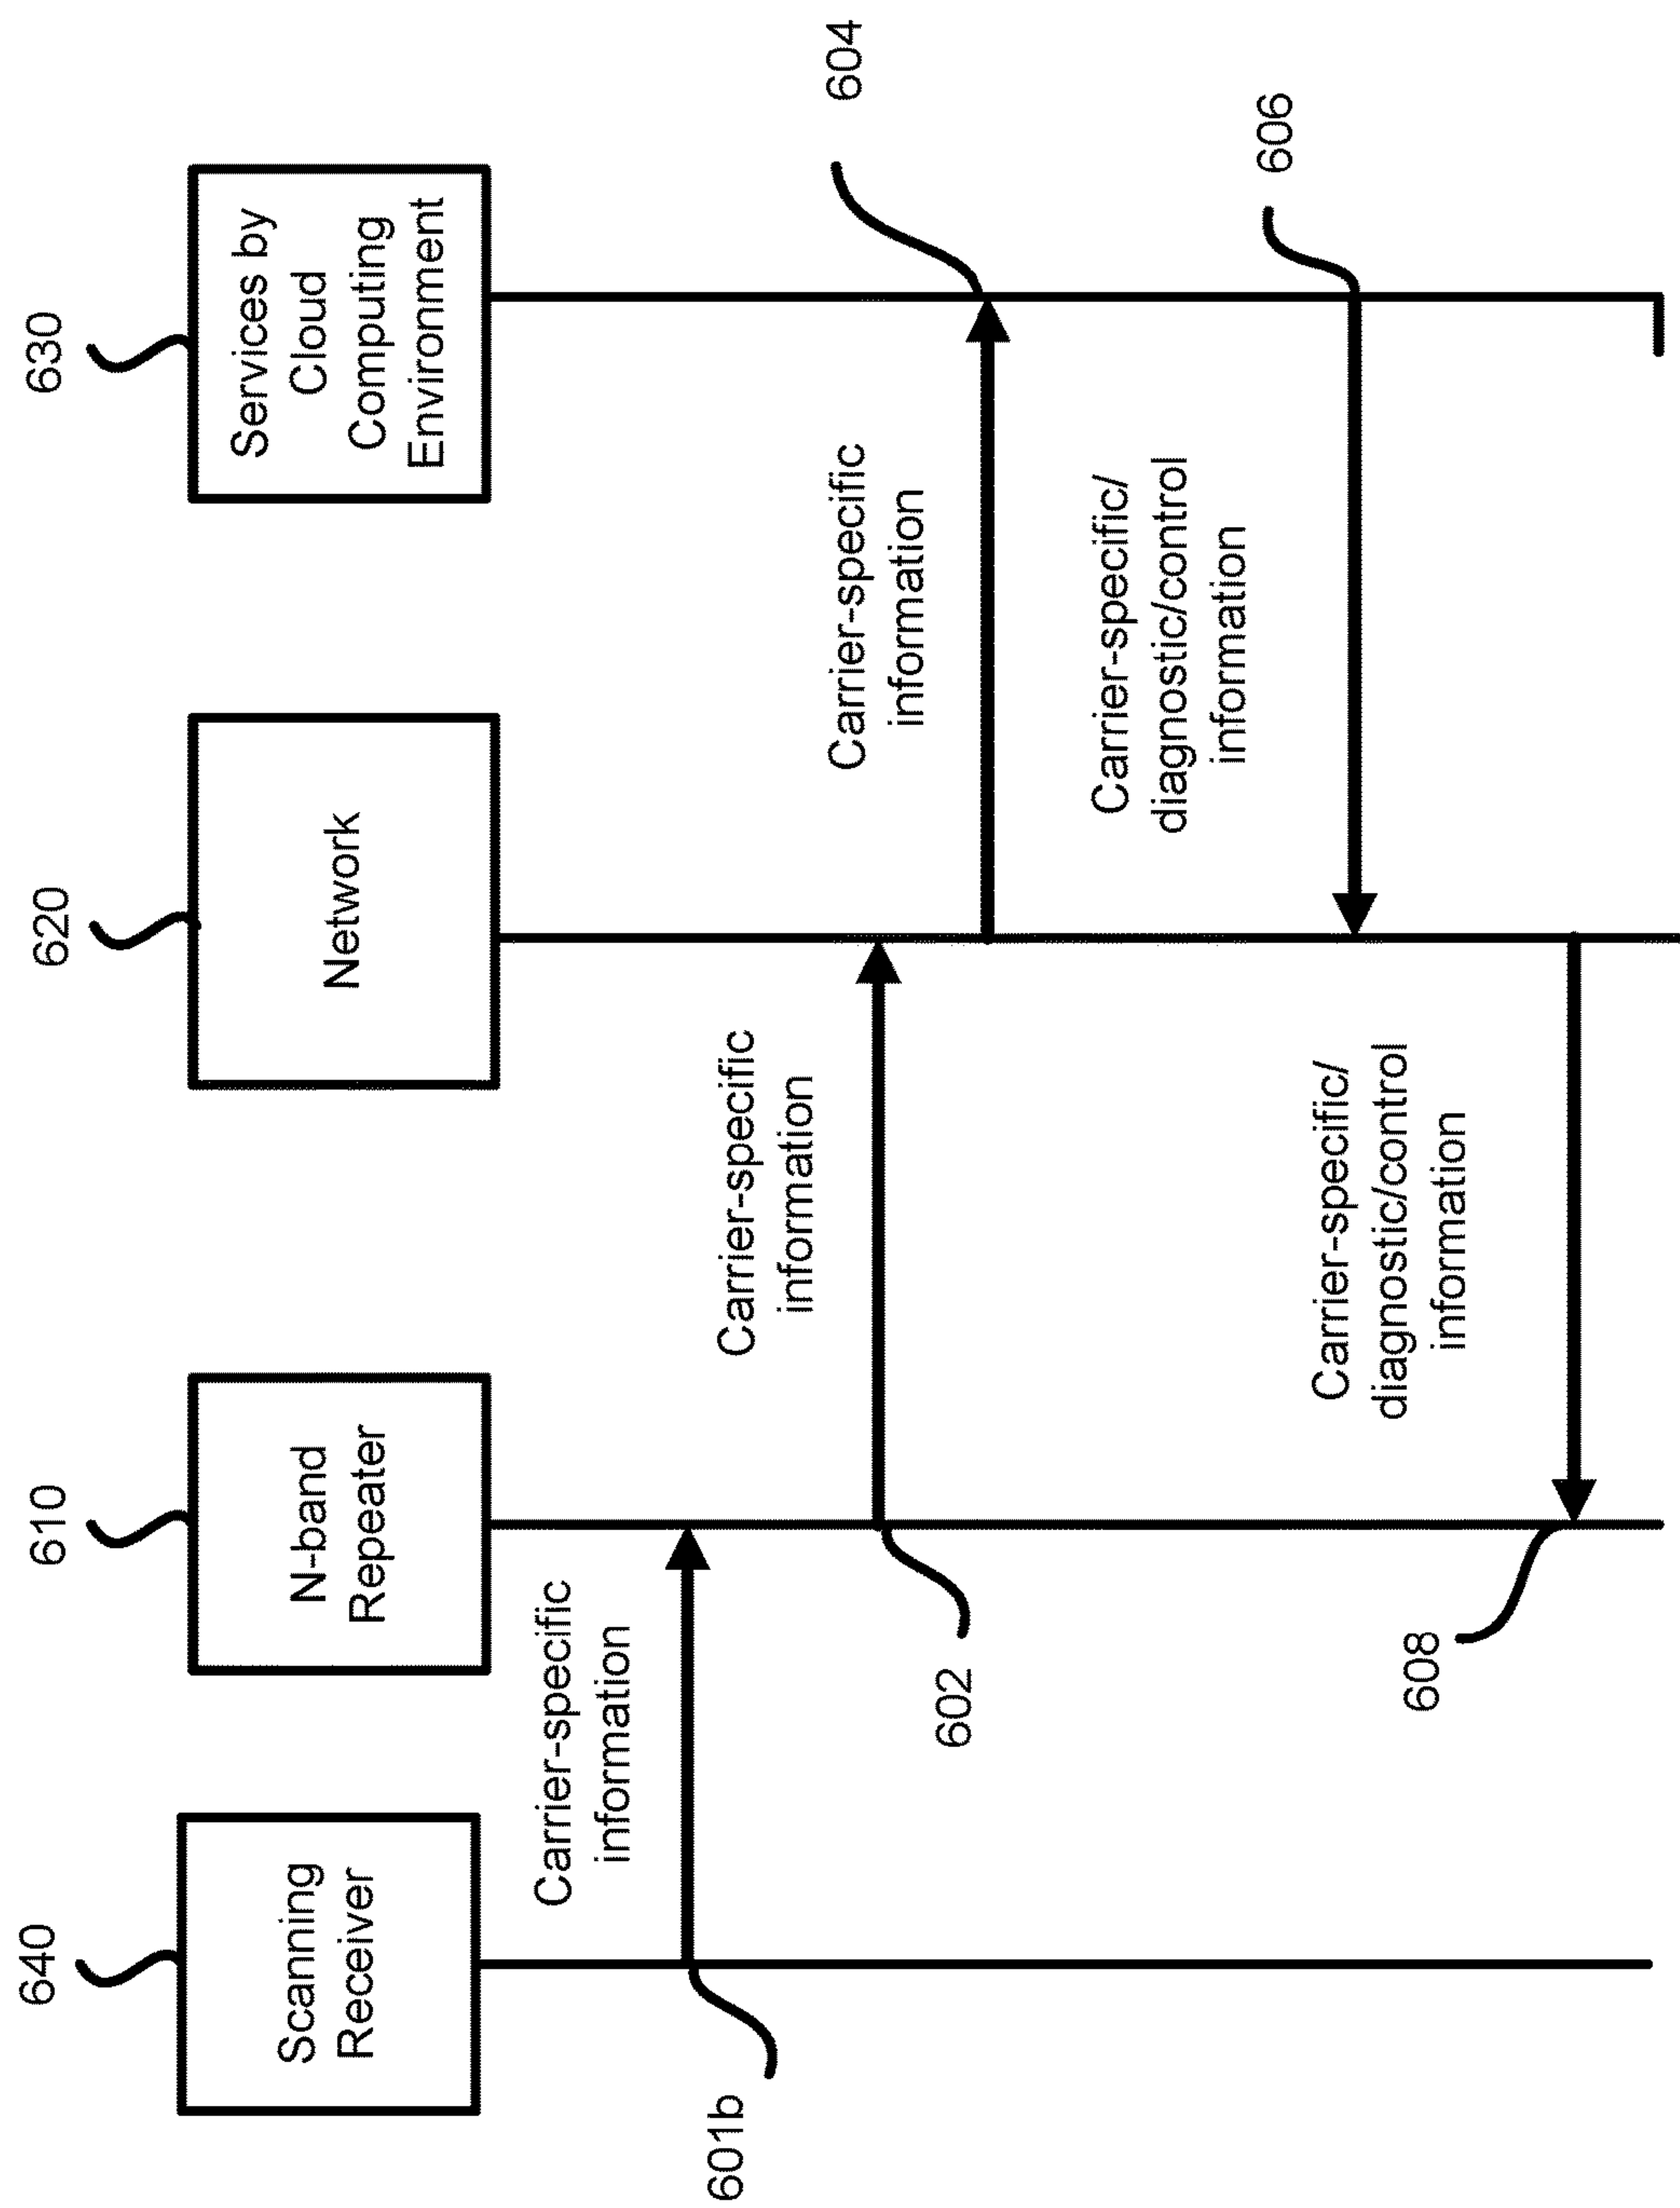 640
610
620
630
Scanning
Receiver
N-band
Repeater
Network
Services by
Cloud
Computing
Environment
Carrier-specific
information
601b
Carrier-specific
information
602
Carrier-specific
information
604
Carrier-specific/
diagnostic/control
information
606
Carrier-specific/
diagnostic/control
information
608